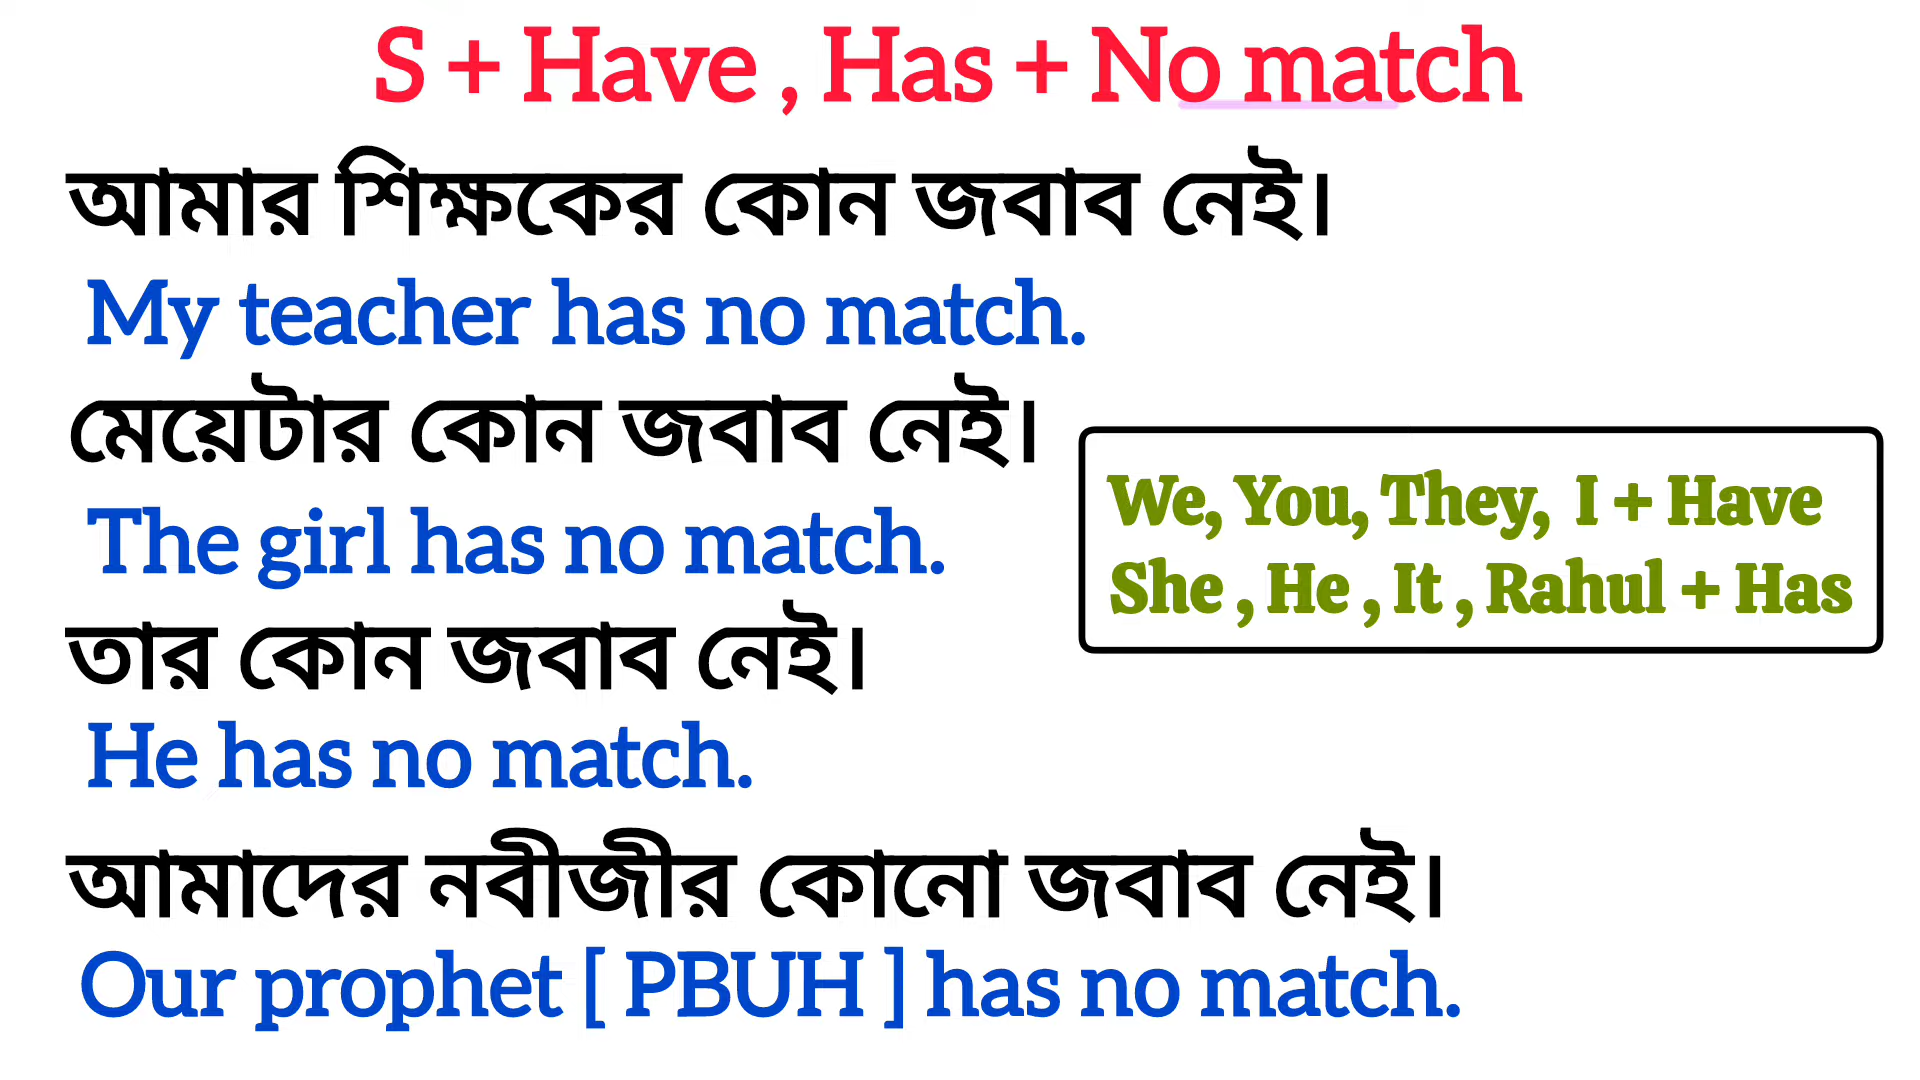 S + Have , Has + No match
আমার শিক্ষকের কোন জবাব নেই।
My teacher has no match.
মেয়েটার কোন জবাব নেই।
The girl has no match.
We, You, They, I + Have
She , He , It , Rahul + Has
তার কোন জবাব নেই।
He has no match.
আমাদের নবীজীর কোনো জবাব নেই।
Our prophet [ PBUH ] has no match.